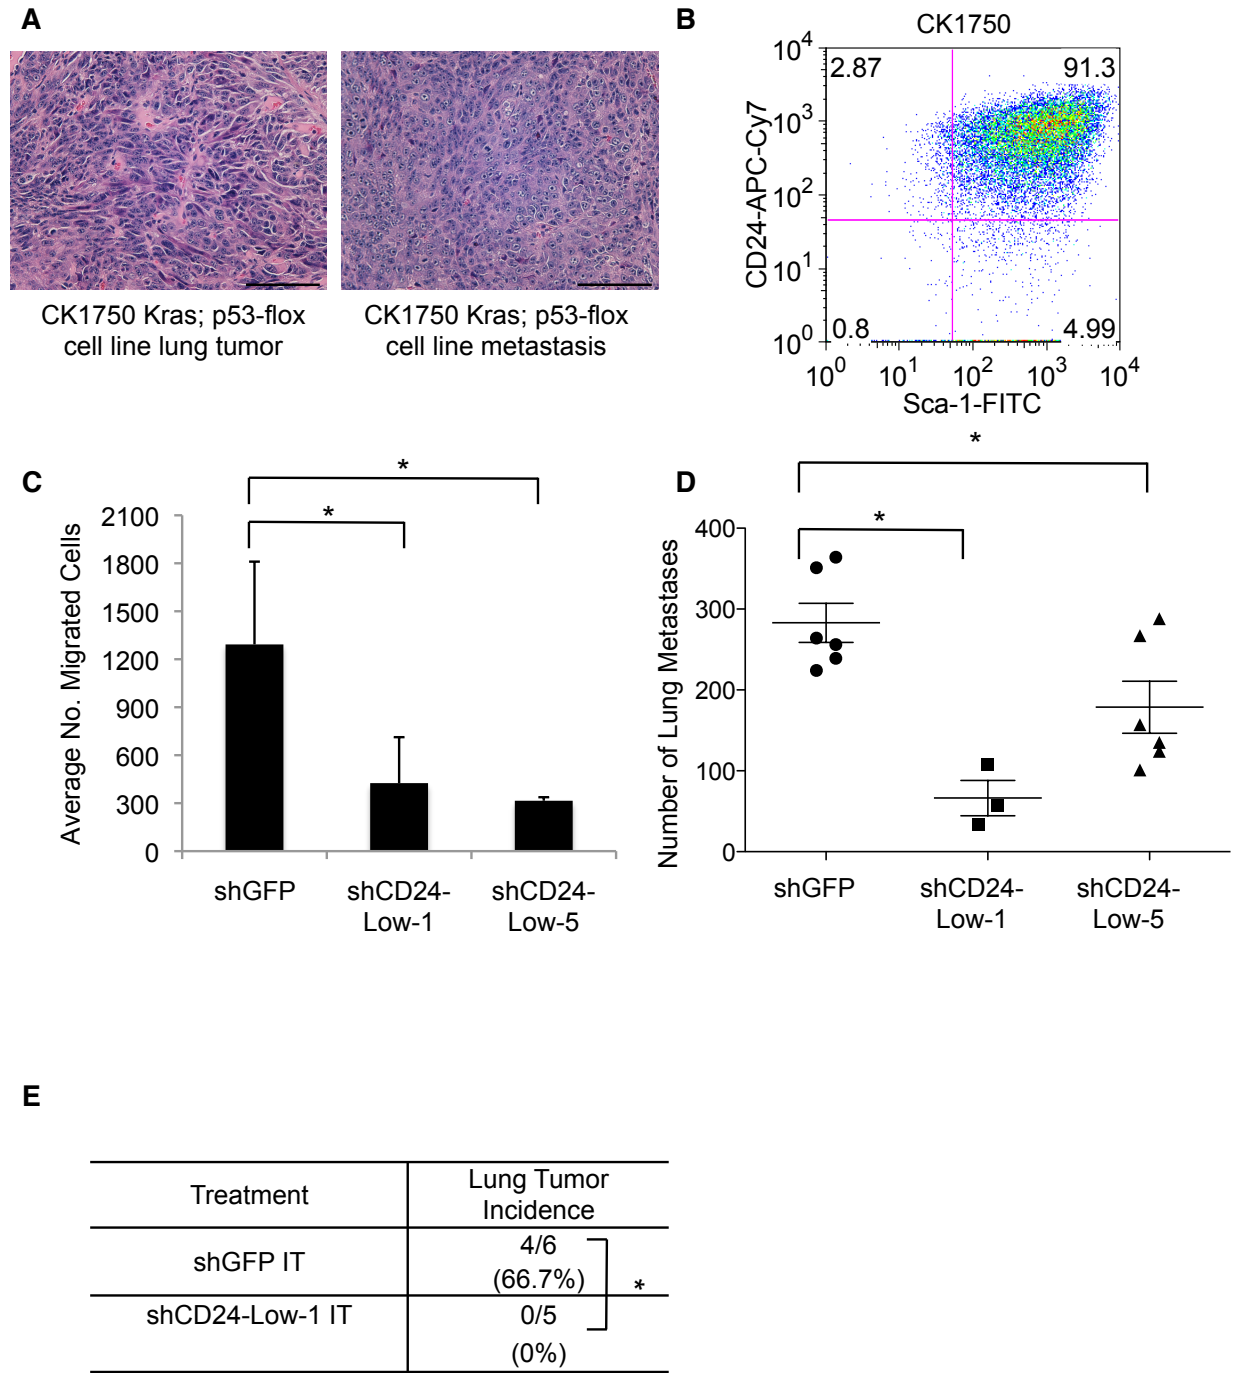 A
CK1750 Kras; p53-flox
cell line lung tumor
CK1750 Kras; p53-flox
cell line metastasis
B
CK1750
CD24-APC-Cy7
10^4
10^3
10^2
10^1
10^0
2.87
91.3
0.8
4.99
10^0 10^1 10^2 10^3 10^4
Sca-1-FITC
C
Average No. Migrated Cells
2100
1800
1500
1200
900
600
300
0
*
*
shGFP
shCD24-
Low-1
shCD24-
Low-5
D
Number of Lung Metastases
400
300
200
100
0
*
*
shGFP
shCD24-
Low-1
shCD24-
Low-5
E
Treatment
Lung Tumor
Incidence
shGFP IT
4/6
(66.7%)
*
shCD24-Low-1 IT
0/5
(0%)